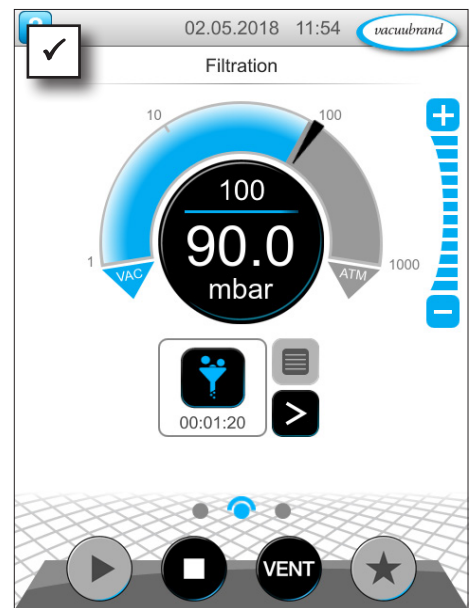 02.05.2018 11:54 vacuubrand
Filtration
10 100
100
90.0
mbar
1 VAC ATM 1000
00:01:20
VENT